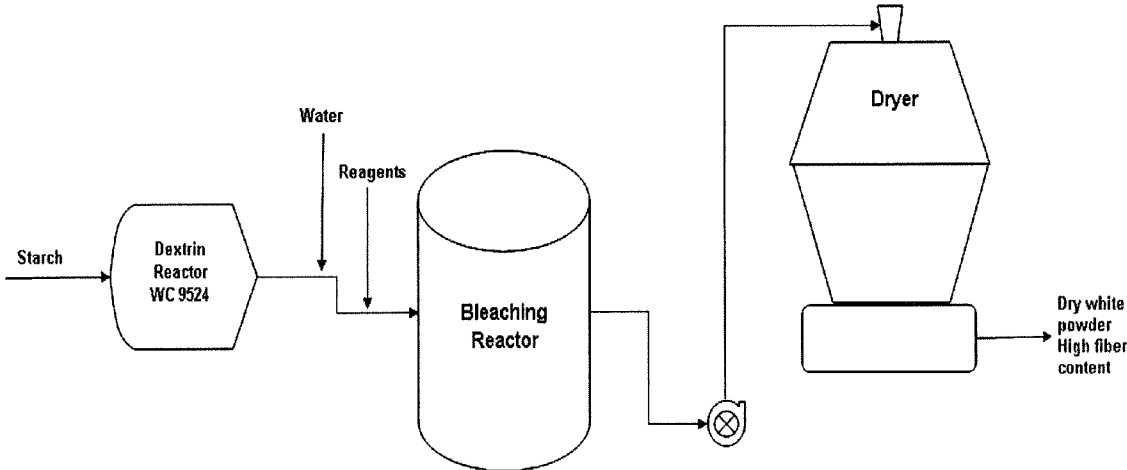 Starch
Dextrin
Reactor
WC 9524
Water
Reagents
Bleaching
Reactor
Dryer
Dry white
powder
High fiber
content